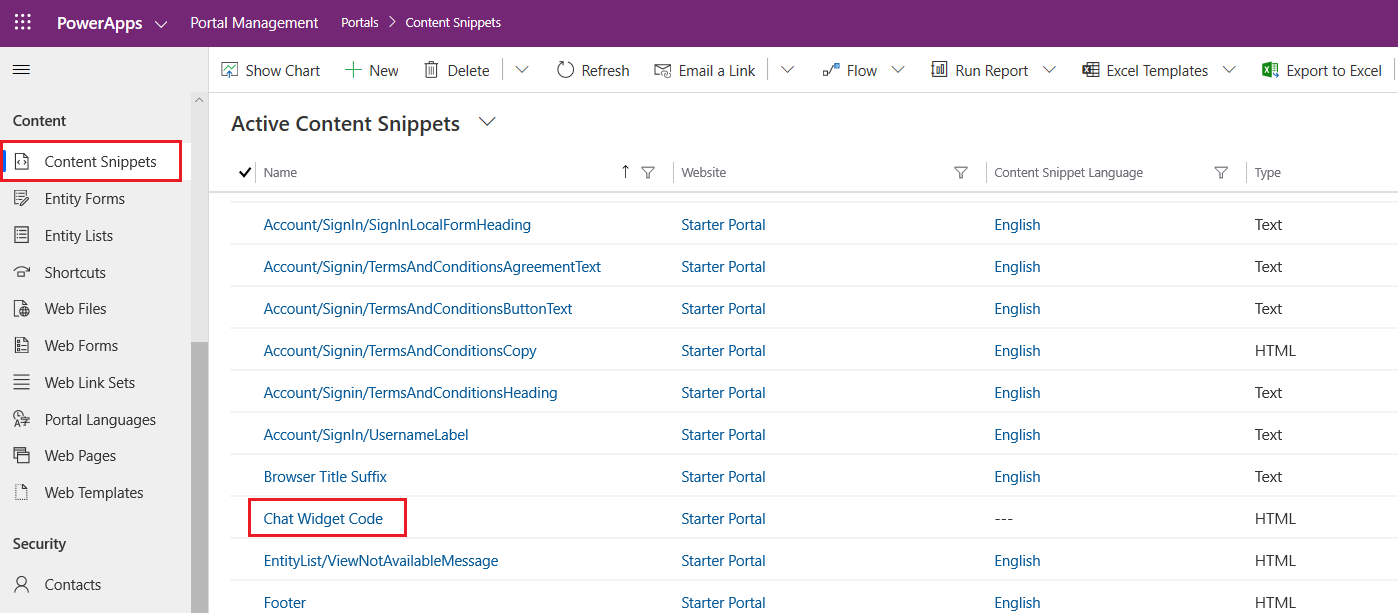 PowerApps Portal Management Portals Content Snippets
Show Chart New Delete Refresh Email a Link Flow Run Report Excel Templates Export to Excel
Content
Content Snippets
Entity Forms
Entity Lists
Shortcuts
Web Files
Web Forms
Web Link Sets
Portal Languages
Web Pages
Web Templates
Security
Contacts
Active Content Snippets
Name Website Content Snippet Language Type
Account/SignIn/SignInLocalFormHeading Starter Portal English Text
Account/Signin/TermsAndConditionsAgreementText Starter Portal English Text
Account/Signin/TermsAndConditionsButtonText Starter Portal English Text
Account/Signin/TermsAndConditionsCopy Starter Portal English HTML
Account/Signin/TermsAndConditionsHeading Starter Portal English Text
Account/SignIn/UsernameLabel Starter Portal English Text
Browser Title Suffix Starter Portal English Text
Chat Widget Code Starter Portal --- HTML
EntityList/ViewNotAvailableMessage Starter Portal English HTML
Footer Starter Portal English HTML